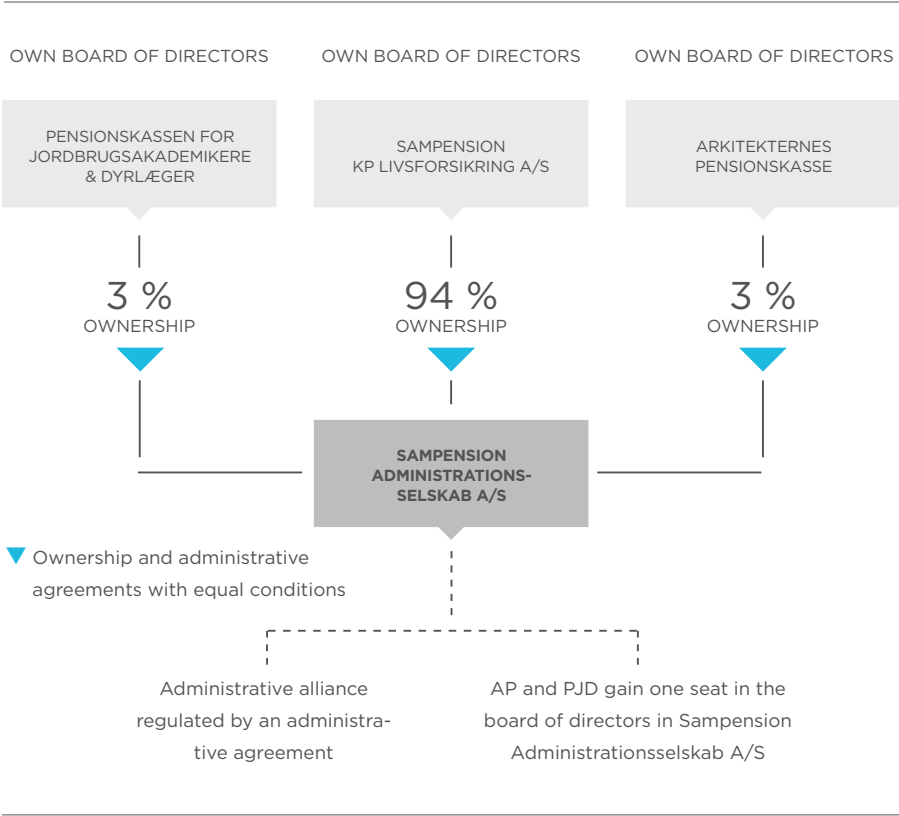 OWN BOARD OF DIRECTORS
OWN BOARD OF DIRECTORS
OWN BOARD OF DIRECTORS
PENSIONSKASSEN FOR
JORDBRUGSAKADEMIKERE
& DYRLÆGER
SAMPENSION
KP LIVSFORSIKRING A/S
ARKITEKTERNES
PENSIONSKASSE
3 %
OWNERSHIP
94 %
OWNERSHIP
3 %
OWNERSHIP
SAMPENSION
ADMINISTRATIONS-
SELSKAB A/S
Ownership and administrative
agreements with equal conditions
Administrative alliance
regulated by an administra-
tive agreement
AP and PJD gain one seat in the
board of directors in Sampension
Administrationsselskab A/S